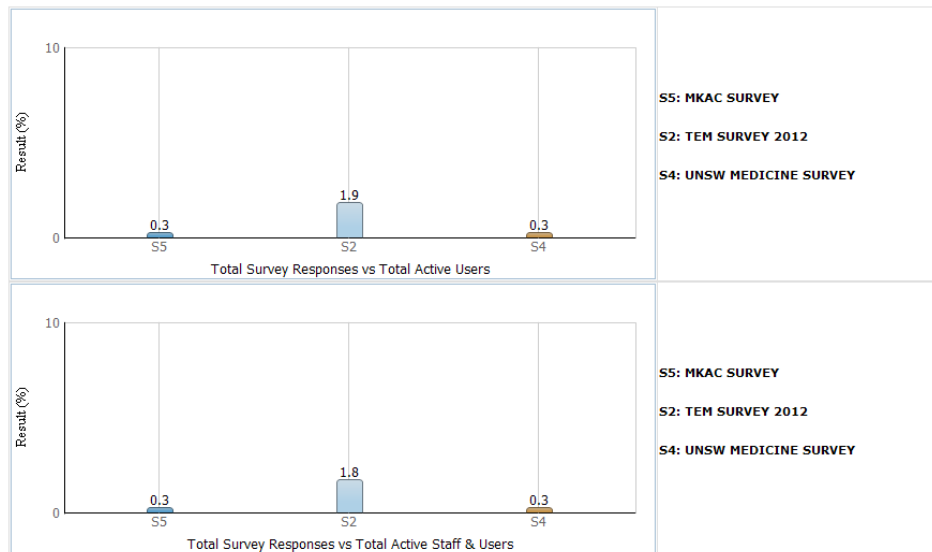 10
Result (%)
0.3
1.9
0.3
0
S5
S2
S4
Total Survey Responses vs Total Active Users
S5: MKAC SURVEY
S2: TEM SURVEY 2012
S4: UNSW MEDICINE SURVEY
10
Result (%)
0.3
1.8
0.3
0
S5
S2
S4
Total Survey Responses vs Total Active Staff & Users
S5: MKAC SURVEY
S2: TEM SURVEY 2012
S4: UNSW MEDICINE SURVEY